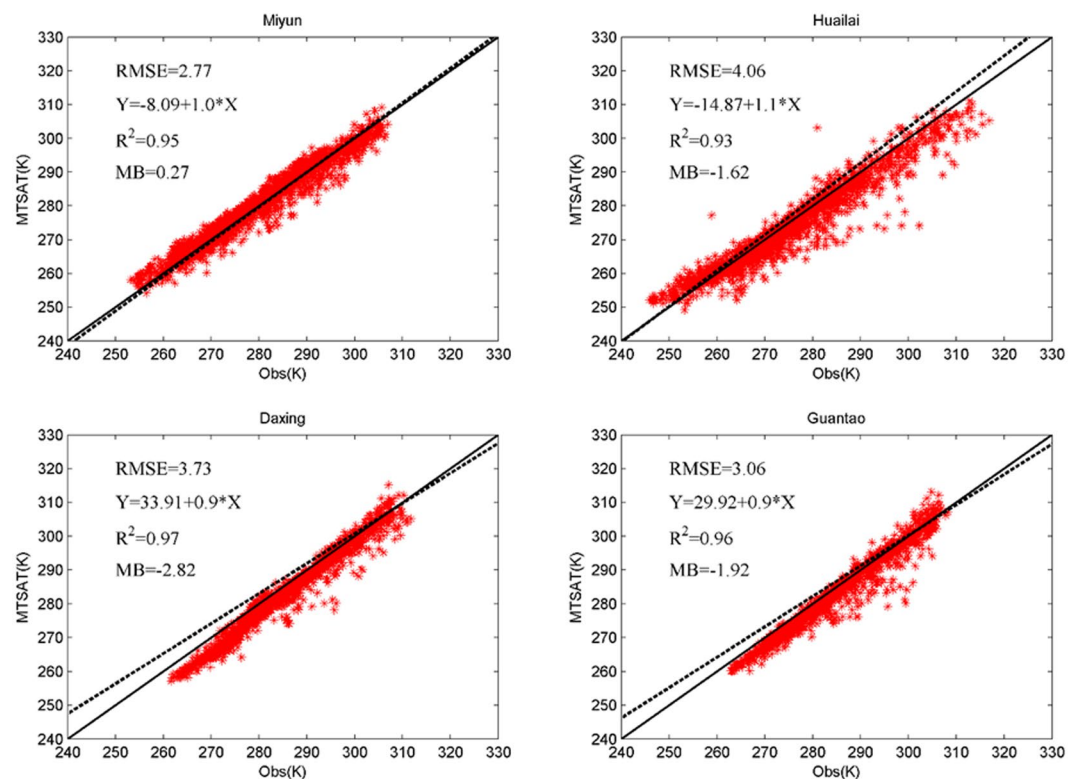 Miyun
330
320
310
300
290
280
270
260
250
240
MTSAT(K)
RMSE=2.77
Y=-8.09+1.0*X
R²=0.95
MB=0.27
240 250 260 270 280 290 300 310 320 330
Obs(K)
Huailai
330
320
310
300
290
280
270
260
250
240
MTSAT(K)
RMSE=4.06
Y=-14.87+1.1*X
R²=0.93
MB=-1.62
240 250 260 270 280 290 300 310 320 330
Obs(K)
Daxing
330
320
310
300
290
280
270
260
250
240
MTSAT(K)
RMSE=3.73
Y=33.91+0.9*X
R²=0.97
MB=-2.82
240 250 260 270 280 290 300 310 320 330
Obs(K)
Guantao
330
320
310
300
290
280
270
260
250
240
MTSAT(K)
RMSE=3.06
Y=29.92+0.9*X
R²=0.96
MB=-1.92
240 250 260 270 280 290 300 310 320 330
Obs(K)